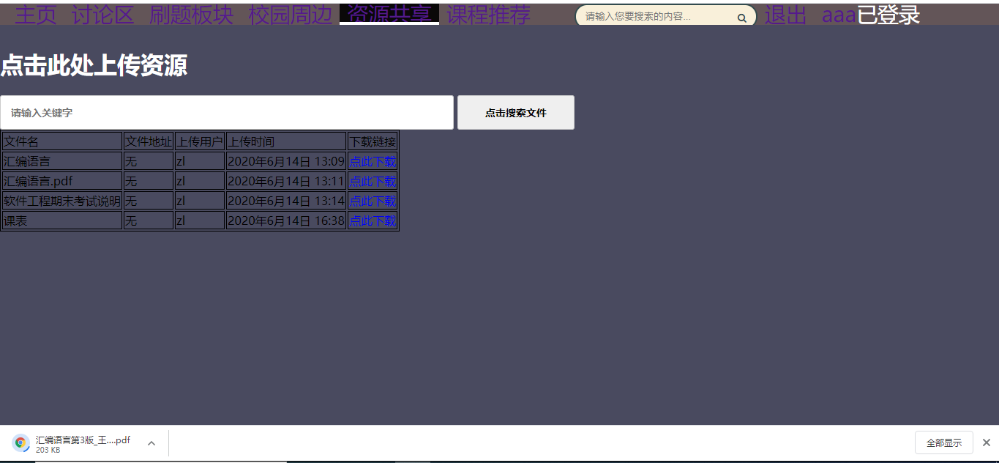 主页 讨论区 刷题板块 校园周边 资源共享 课程推荐 请输入您要搜索的内容... 退出 aaa已登录
点击此处上传资源
请输入关键字 点击搜索文件
文件名 文件地址 上传用户 上传时间 下载链接
汇编语言 无 zl 2020年6月14日 13:09 点此下载
汇编语言.pdf 无 zl 2020年6月14日 13:11 点此下载
软件工程期末考试说明 无 zl 2020年6月14日 13:14 点此下载
课表 无 zl 2020年6月14日 16:38 点此下载
汇编语言第3版_王....pdf 全部显示
203 KB